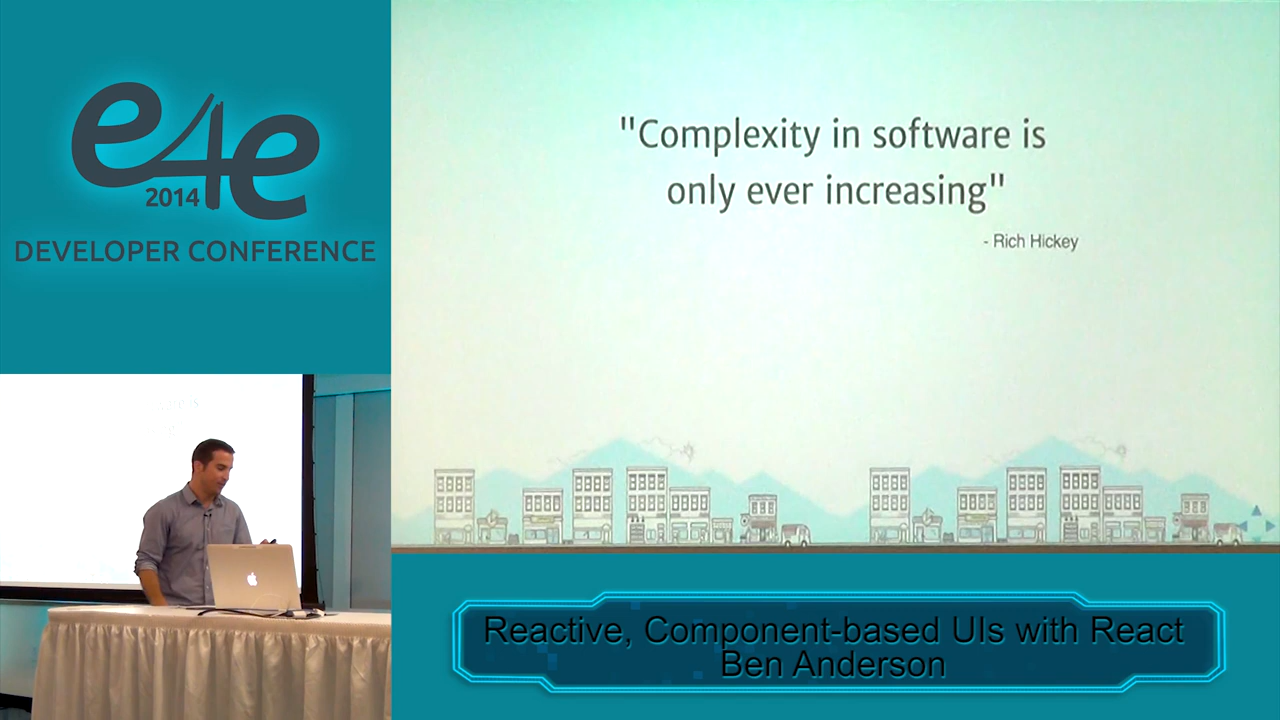 e4e
2014
DEVELOPER CONFERENCE
"Complexity in software is
only ever increasing"
- Rich Hickey
Reactive, Component-based UIs with React
Ben Anderson